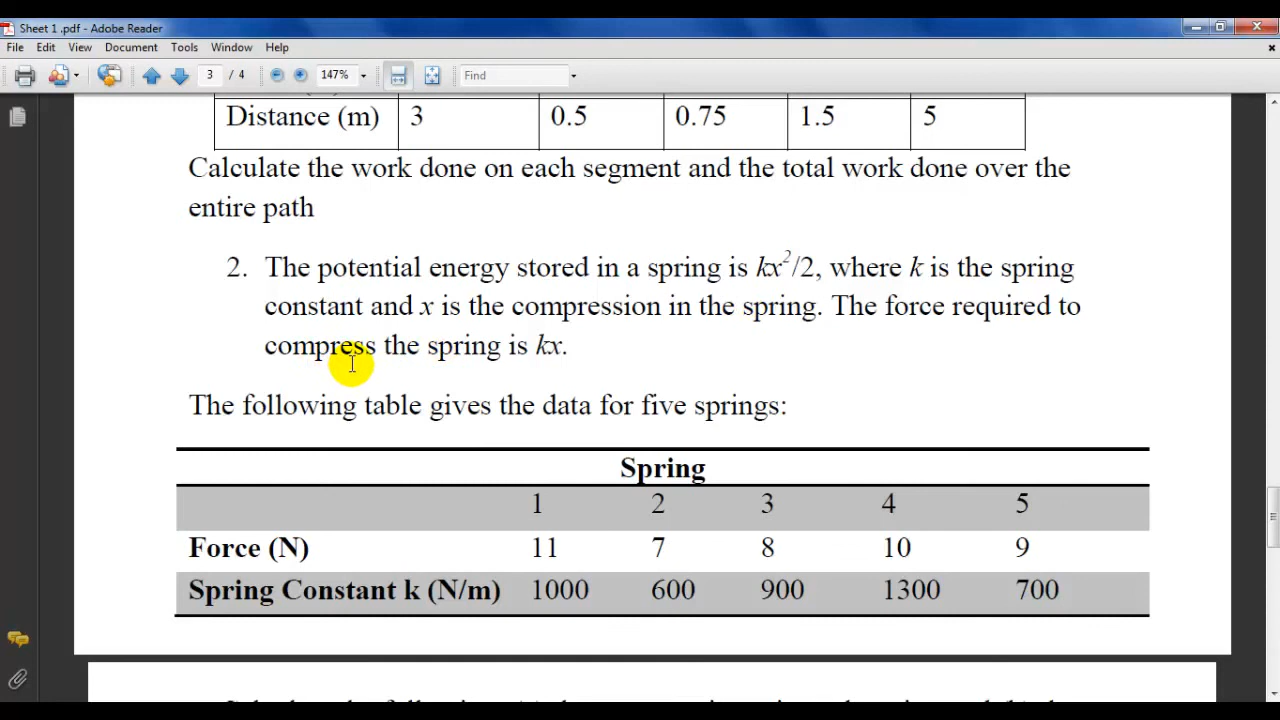 Sheet 1 .pdf - Adobe Reader
File Edit View Document Tools Window Help
3 / 4 147% Find
Distance (m) 3 0.5 0.75 1.5 5
Calculate the work done on each segment and the total work done over the
entire path
2. The potential energy stored in a spring is kx²/2, where k is the spring
constant and x is the compression in the spring. The force required to
compress the spring is kx.
The following table gives the data for five springs:
Spring
1 2 3 4 5
Force (N) 11 7 8 10 9
Spring Constant k (N/m) 1000 600 900 1300 700